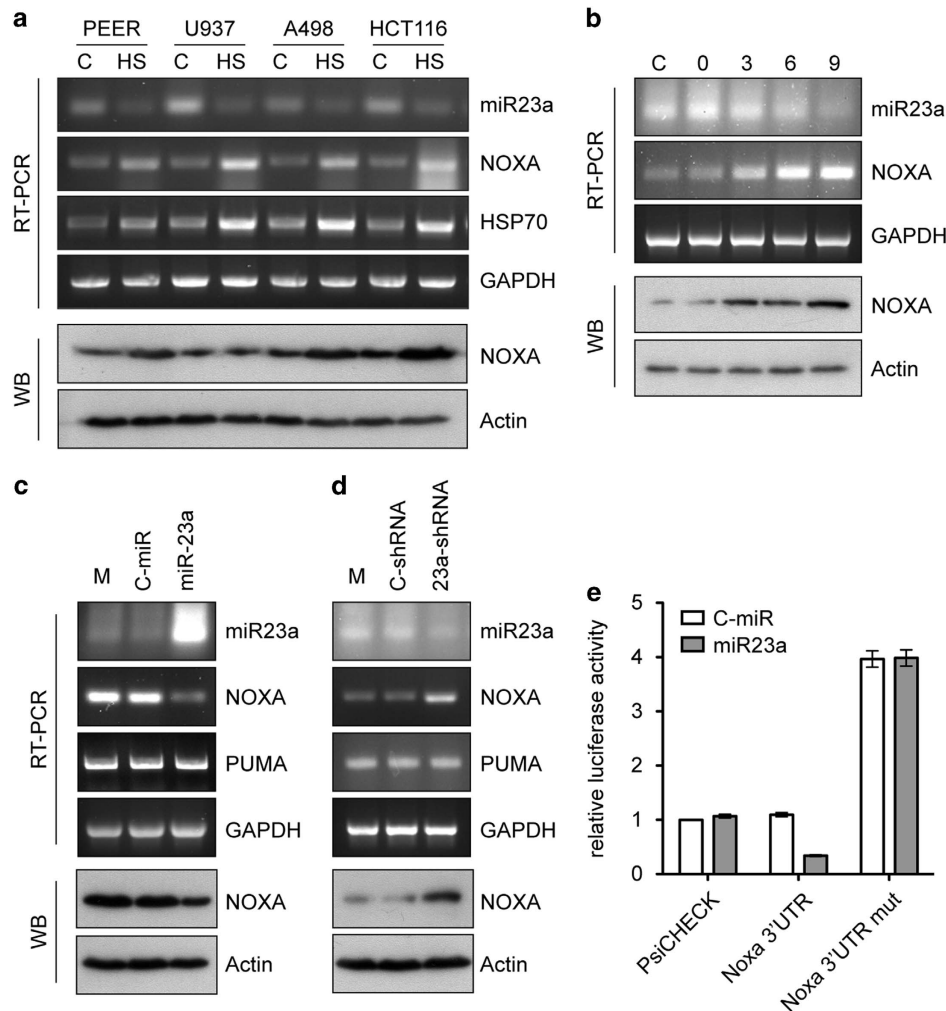 a
PEER U937 A498 HCT116
C HS C HS C HS C HS
RT-PCR
miR23a
NOXA
HSP70
GAPDH
WB
NOXA
Actin
b
C 0 3 6 9
RT-PCR
miR23a
NOXA
GAPDH
WB
NOXA
Actin
c
M C-miR miR-23a
RT-PCR
miR23a
NOXA
PUMA
GAPDH
WB
NOXA
Actin
d
M C-shRNA 23a-shRNA
miR23a
NOXA
PUMA
GAPDH
NOXA
Actin
e
C-miR
miR23a
relative luciferase activity
5
4
3
2
1
0
PsiCHECK
Noxa 3'UTR
Noxa 3'UTR mut